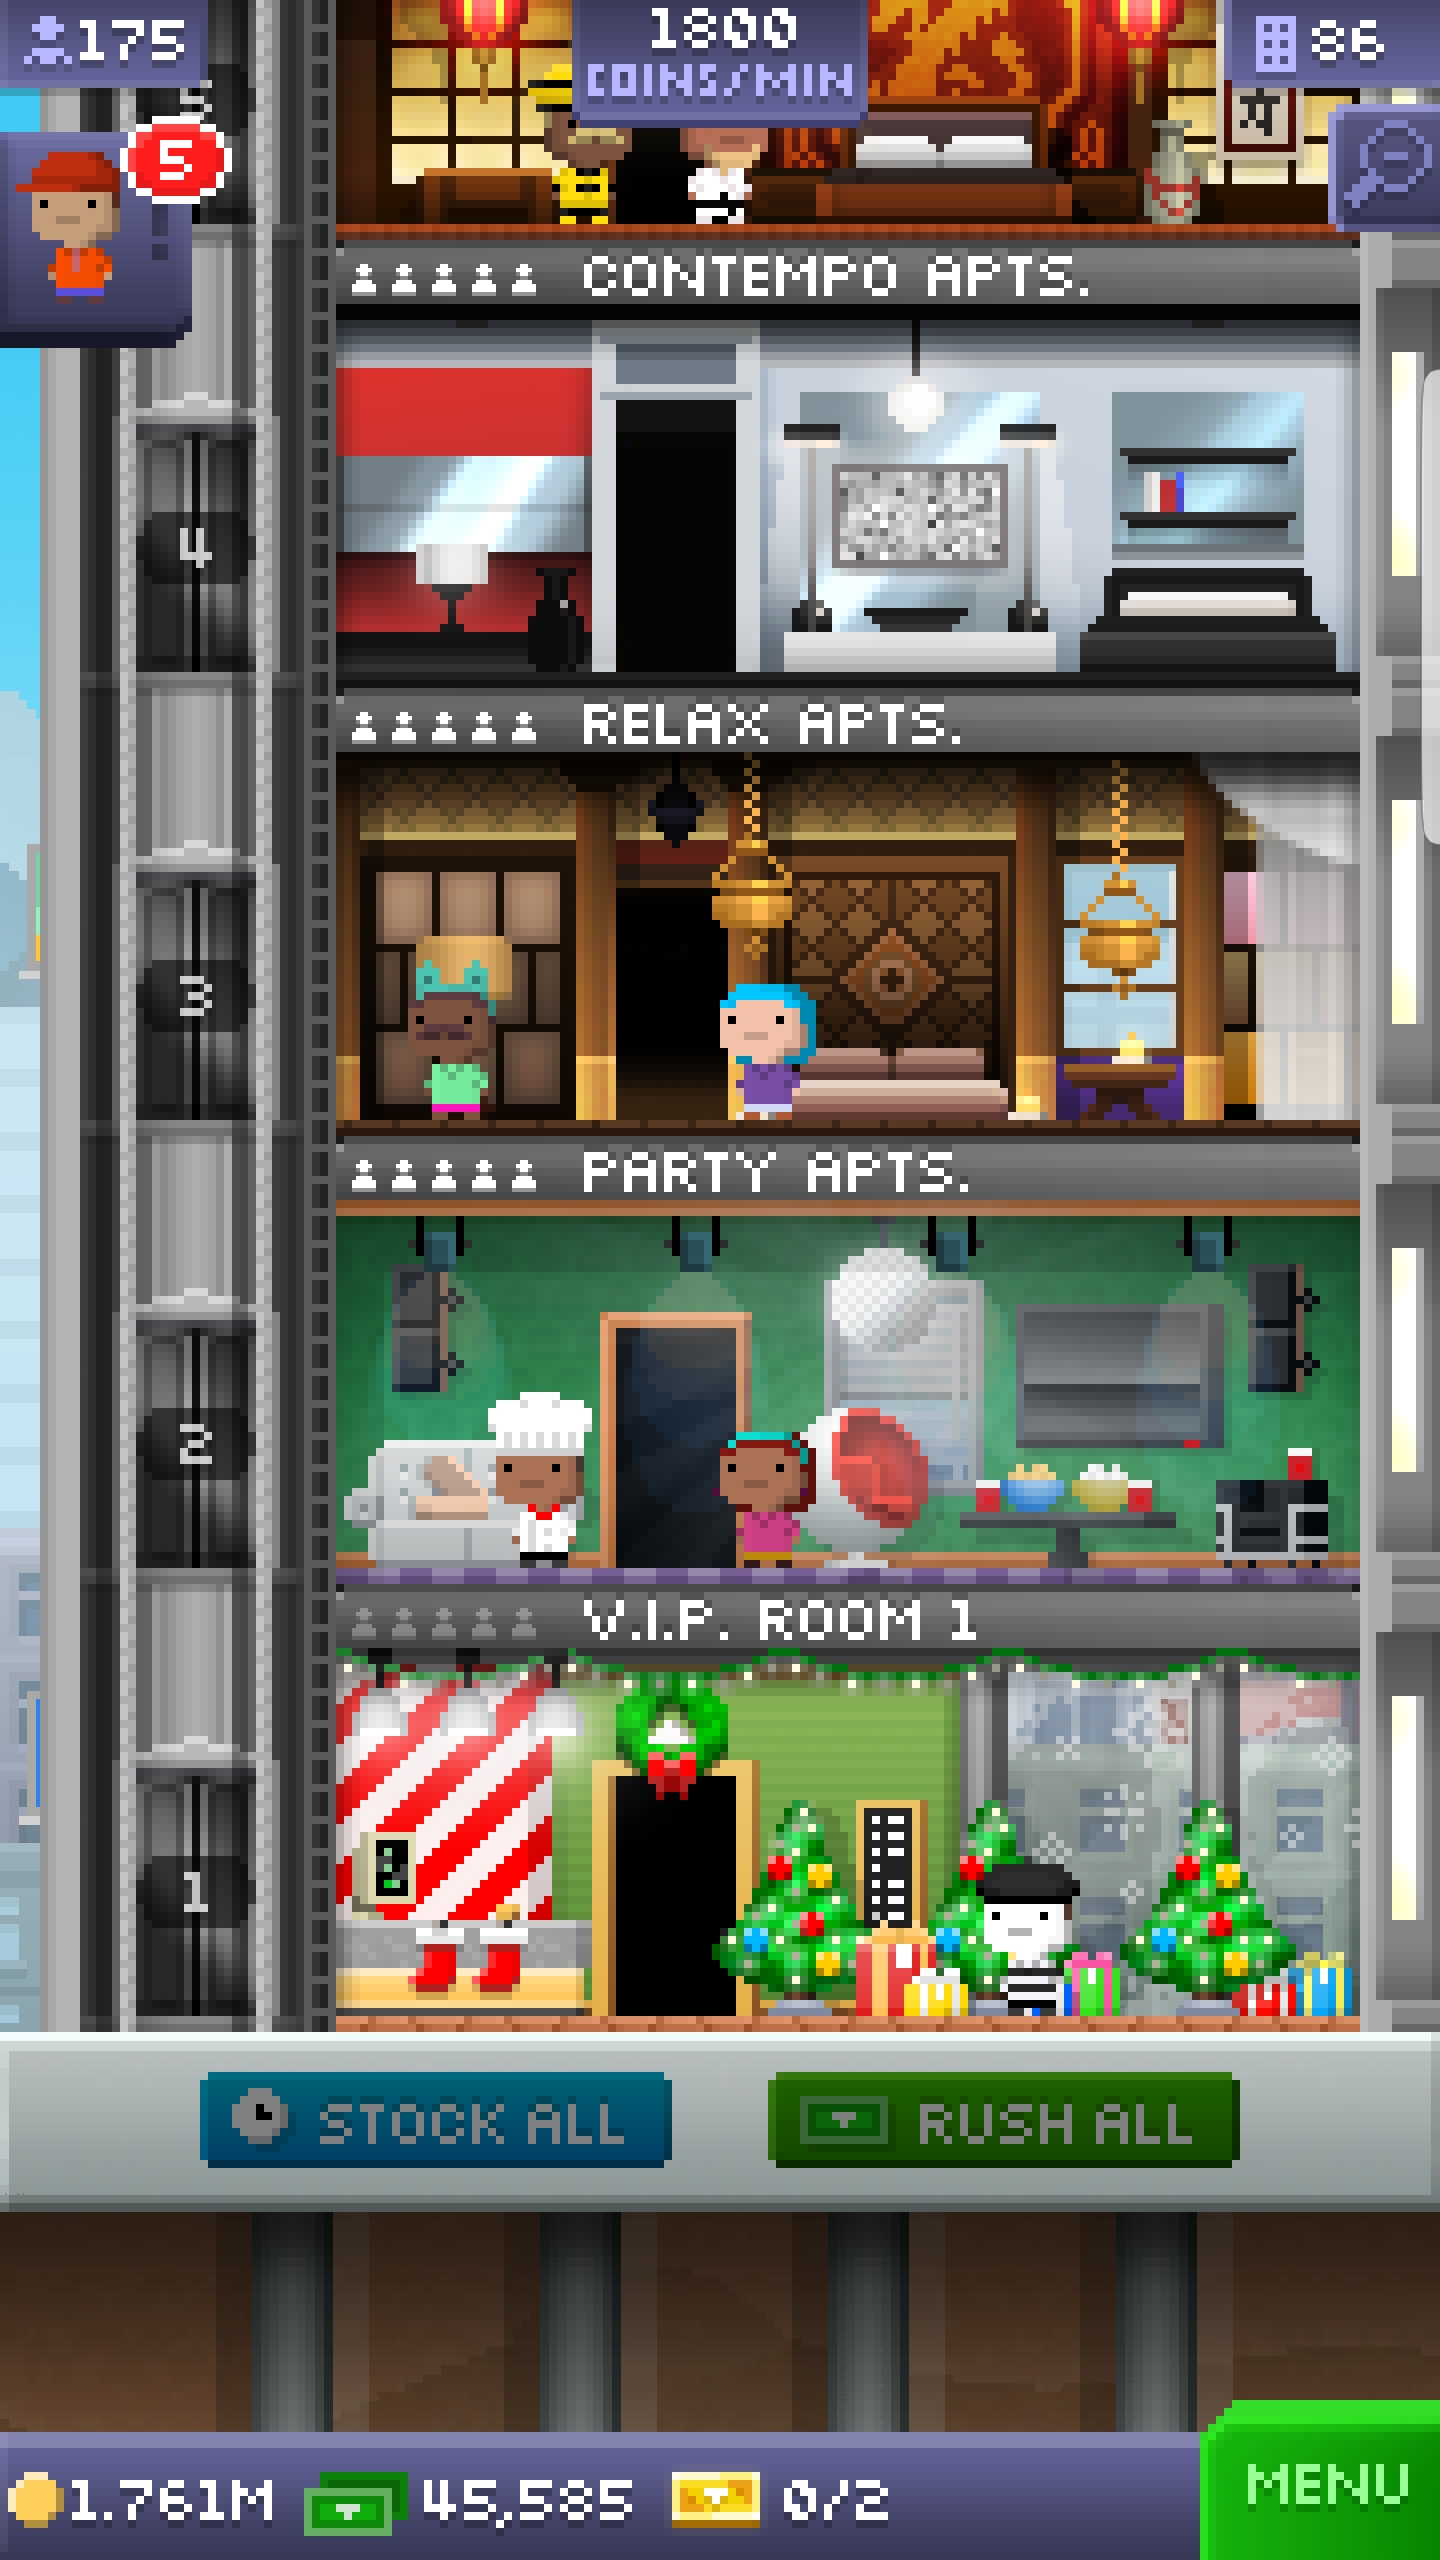 175
1800
COINS/MIN
86
5
5
CONTEMPO APTS.
4
RELAX APTS.
3
PARTY APTS.
2
V.I.P. ROOM 1
1
STOCK ALL
RUSH ALL
1.761M
45,585
0/2
MENU